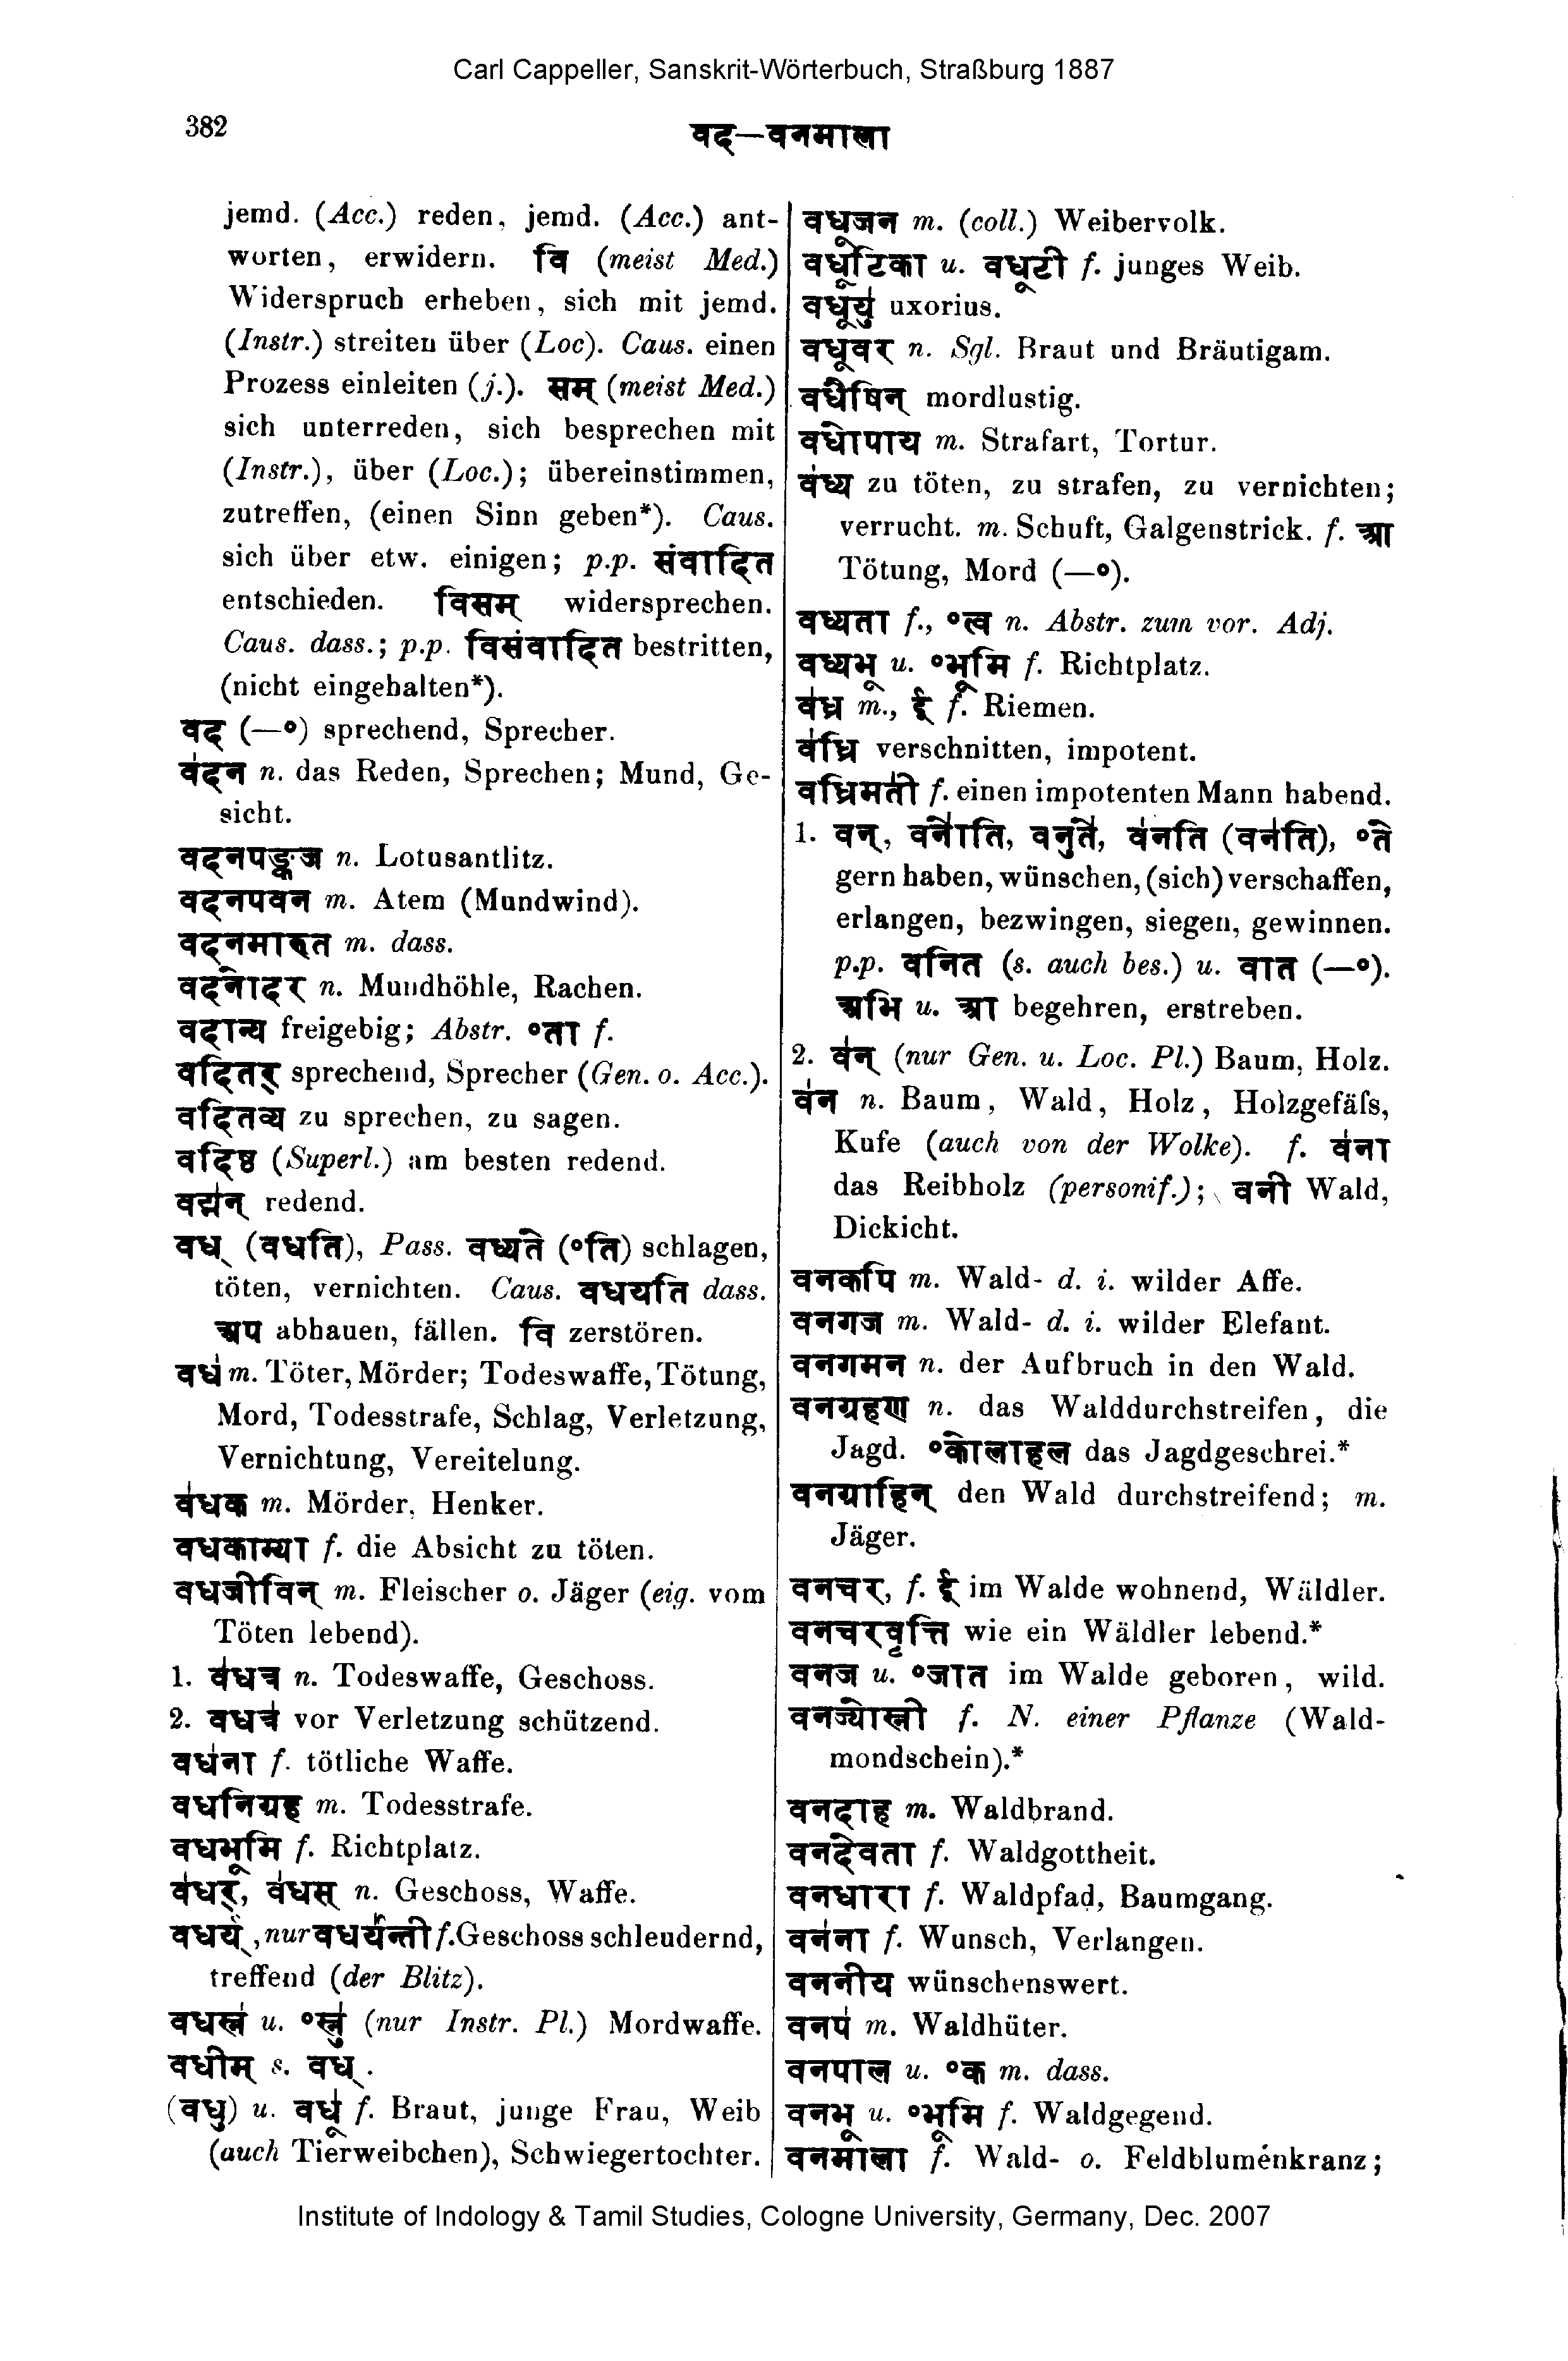 Carl Cappeller, Sanskrit-Wörterbuch, Straßburg 1887
382
वद—वनमाला
jemd. (Acc.) reden, jemd. (Acc.) ant-
worten, erwidern. वि (meist Med.)
Widerspruch erheben, sich mit jemd.
(Instr.) streiten über (Loc). Caus. einen
Prozess einleiten (j.). सम् (meist Med.)
sich unterreden, sich besprechen mit
(Instr.), über (Loc.); übereinstimmen,
zutreffen, (einen Sinn geben*). Caus.
sich über etw. einigen; p.p. संवादित
entschieden. विसम् widersprechen.
Caus. dass.; p.p. विसंवादित bestritten,
(nicht eingehalten*).
वद (—°) sprechend, Sprecher.
व॑दन n. das Reden, Sprechen; Mund, Ge-
sicht.
वदनपङ्कज n. Lotusantlitz.
वदनपवन m. Atem (Mundwind).
वदनमारुत m. dass.
वदनोदर n. Mundhöhle, Rachen.
वदान्य freigebig; Abstr. °ता f.
वदितर् sprechend, Sprecher (Gen. o. Acc.).
वदितव्य zu sprechen, zu sagen.
वदिष्ठ (Superl.) am besten redend.
वद्म॑न् redend.
वध् (वधति), Pass. वध्यते (°ति) schlagen,
töten, vernichten. Caus. वधयति dass.
अप abhauen, fällen. वि zerstören.
वध॑ m. Töter, Mörder; Todeswaffe, Tötung,
Mord, Todesstrafe, Schlag, Verletzung,
Vernichtung, Vereitelung.
व॑धक m. Mörder, Henker.
वधकाम्या f. die Absicht zu töten.
वधजीविन् m. Fleischer o. Jäger (eig. vom
Töten lebend).
1. व॑धत्र n. Todeswaffe, Geschoss.
2. वधत्र॑ vor Verletzung schützend.
वध॑ना f. tötliche Waffe.
वधनिग्रह m. Todesstrafe.
वधभूमि f. Richtplatz.
व॑धर्, व॑धस् n. Geschoss, Waffe.
वधर्य्, nur वधर्य॑न्ती f. Geschoss schleudernd,
treffend (der Blitz).
वधस्न॑ u. °स्नु॑ (nur Instr. Pl.) Mordwaffe.
वधीम् s. वध्.
(वधु) u. वधू॑ f. Braut, junge Frau, Weib
(auch Tierweibchen), Schwiegertochter.
वधूजन m. (coll.) Weibervolk.
वधूटिका u. वधूटी f. junges Weib.
वधूयु॑ uxorius.
वधूवर n. Sgl. Braut und Bräutigam.
वधैषिन् mordlustig.
वधोपाय m. Strafart, Tortur.
व॑ध्य zu töten, zu strafen, zu vernichten;
verrucht. m. Schuft, Galgenstrick. f. आ
Tötung, Mord (—°).
वध्यता f., °त्व n. Abstr. zum vor. Adj.
वध्यभू u. °भूमि f. Richtplatz.
व॑ध्र m., ई f. Riemen.
व॑ध्रि verschnitten, impotent.
वध्रिमती॑ f. einen impotenten Mann habend.
1. वन्, वनो॑ति, वनुते॑, व॑नति (वन॑ति), °ते
gern haben, wünschen, (sich) verschaffen,
erlangen, bezwingen, siegen, gewinnen.
p.p. वनित (s. auch bes.) u. वात (—°).
अभि u. आ begehren, erstreben.
2. व॑न् (nur Gen. u. Loc. Pl.) Baum, Holz.
व॑न n. Baum, Wald, Holz, Holzgefäſs,
Kufe (auch von der Wolke). f. व॑ना
das Reibholz (personif.); वनी Wald,
Dickicht.
वनकपि m. Wald- d. i. wilder Affe.
वनगज m. Wald- d. i. wilder Elefant.
वनगमन n. der Aufbruch in den Wald.
वनग्रहण n. das Walddurchstreifen, die
Jagd. °कोलाहल das Jagdgeschrei.*
वनग्राहिन् den Wald durchstreifend; m.
Jäger.
वनचर, f. ई im Walde wohnend, Wäldler.
वनचरवृत्ति wie ein Wäldler lebend.*
वनज u. °जात im Walde geboren, wild.
वनज्योत्स्नी f. N. einer Pflanze (Wald-
mondschein).*
वनदाह m. Waldbrand.
वनदेवता f. Waldgottheit.
वनधारा f. Waldpfad, Baumgang.
वन॑ना f. Wunsch, Verlangen.
वननीय wünschenswert.
वनप॑ m. Waldhüter.
वनपाल u. °क m. dass.
वनभू u. °भूमि f. Waldgegend.
वनमाला f. Wald- o. Feldblumenkranz;
Institute of Indology & Tamil Studies, Cologne University, Germany, Dec. 2007